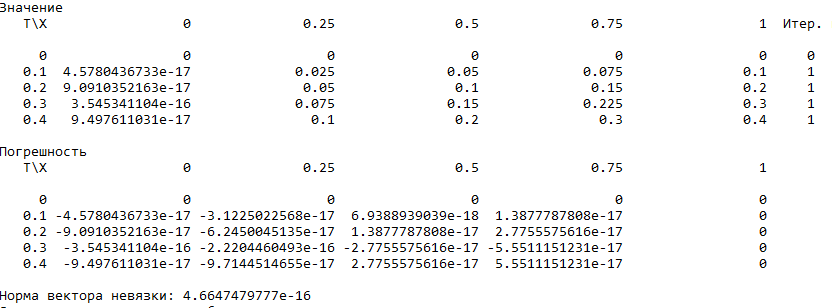 Значение
T\X 0 0.25 0.5 0.75 1 Итер.
0 0 0 0 0 0 0
0.1 4.5780436733e-17 0.025 0.05 0.075 0.1 1
0.2 9.0910352163e-17 0.05 0.1 0.15 0.2 1
0.3 3.545341104e-16 0.075 0.15 0.225 0.3 1
0.4 9.497611031e-17 0.1 0.2 0.3 0.4 1
Погрешность
T\X 0 0.25 0.5 0.75 1
0 0 0 0 0 0
0.1 -4.5780436733e-17 -3.1225022568e-17 6.9388939039e-18 1.3877787808e-17 0
0.2 -9.0910352163e-17 -6.2450045135e-17 1.3877787808e-17 2.7755575616e-17 0
0.3 -3.545341104e-16 -2.2204460493e-16 -2.7755575616e-17 -5.5511151231e-17 0
0.4 -9.497611031e-17 -9.7144514655e-17 2.7755575616e-17 5.5511151231e-17 0
Норма вектора невязки: 4.6647479777e-16